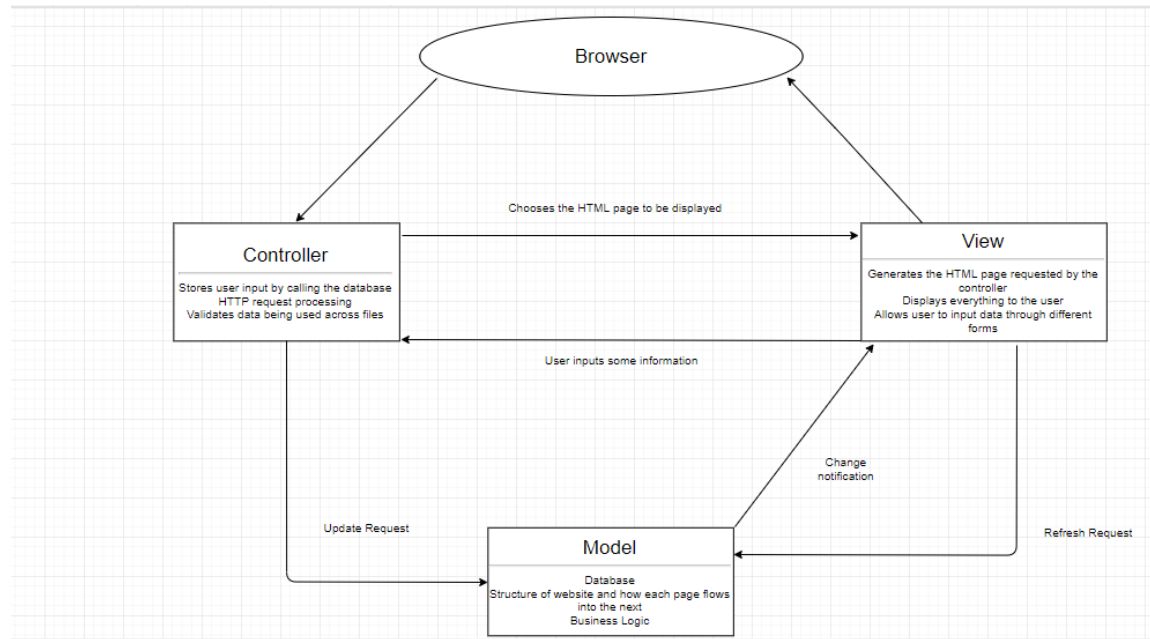 Browser
Chooses the HTML page to be displayed
Controller
Stores user input by calling the database
HTTP request processing
Validates data being used across files
View
Generates the HTML page requested by the
controller
Displays everything to the user
Allows user to input data through different
forms
User inputs some information
Change
notification
Update Request
Refresh Request
Model
Database
Structure of website and how each page flows
into the next
Business Logic